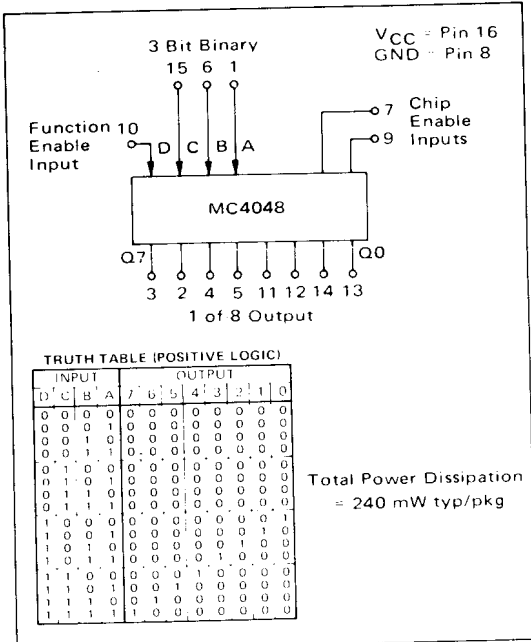 3 Bit Binary
15 6 1
VCC = Pin 16
GND = Pin 8
Function 10
Enable
Input
D C B A
7 Chip
Enable
9 Inputs
MC4048
Q7 Q0
3 2 4 5 11 12 14 13
1 of 8 Output
TRUTH TABLE (POSITIVE LOGIC)
INPUT OUTPUT
D C B A 7 6 5 4 3 2 1 0
0 0 0 0 0 0 0 0 0 0 0 0
0 0 0 1 0 0 0 0 0 0 0 0
0 0 1 0 0 0 0 0 0 0 0 0
0 0 1 1 0 0 0 0 0 0 0 0
0 1 0 0 0 0 0 0 0 0 0 0
0 1 0 1 0 0 0 0 0 0 0 0
0 1 1 0 0 0 0 0 0 0 0 0
0 1 1 1 0 0 0 0 0 0 0 0
1 0 0 0 0 0 0 0 0 0 0 1
1 0 0 1 0 0 0 0 0 0 1 0
1 0 1 0 0 0 0 0 0 1 0 0
1 0 1 1 0 0 0 0 1 0 0 0
1 1 0 0 0 0 0 1 0 0 0 0
1 1 0 1 0 0 1 0 0 0 0 0
1 1 1 0 0 1 0 0 0 0 0 0
1 1 1 1 1 0 0 0 0 0 0 0
Total Power Dissipation
= 240 mW typ/pkg